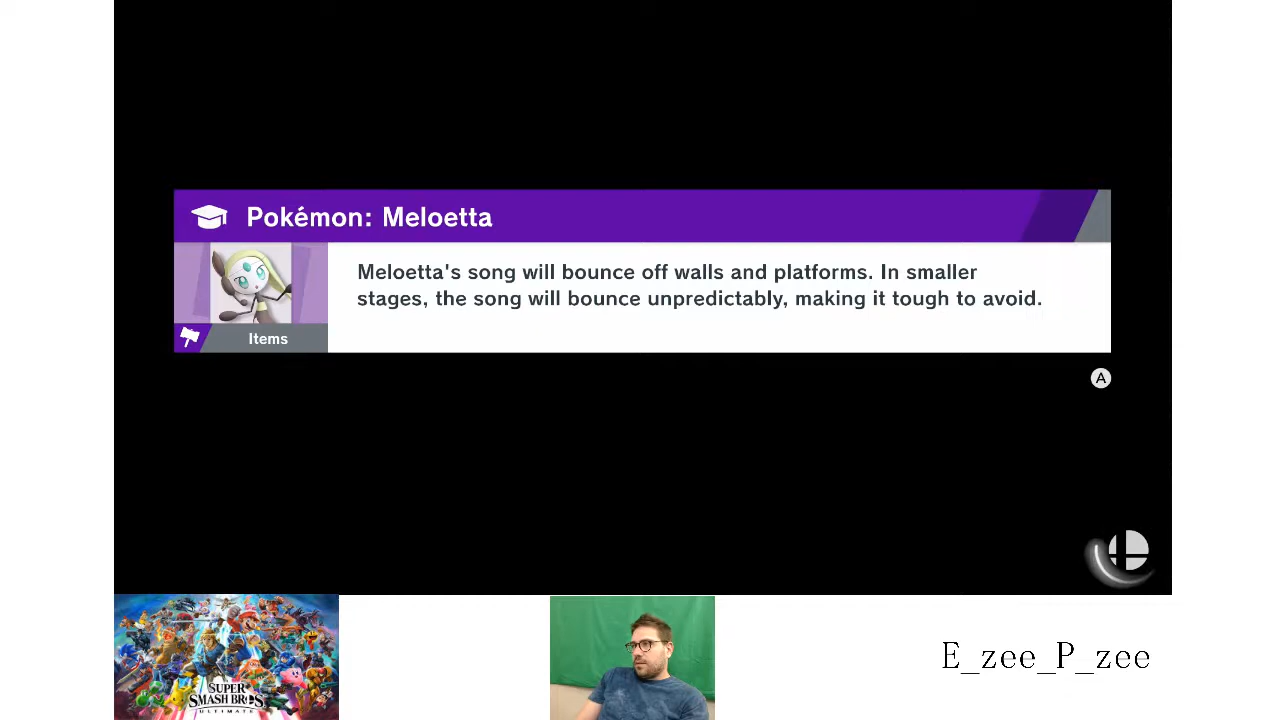 Pokémon: Meloetta
Meloetta's song will bounce off walls and platforms. In smaller
stages, the song will bounce unpredictably, making it tough to avoid.
Items
A
SUPER
SMASH BROS.
ULTIMATE
E_zee_P_zee